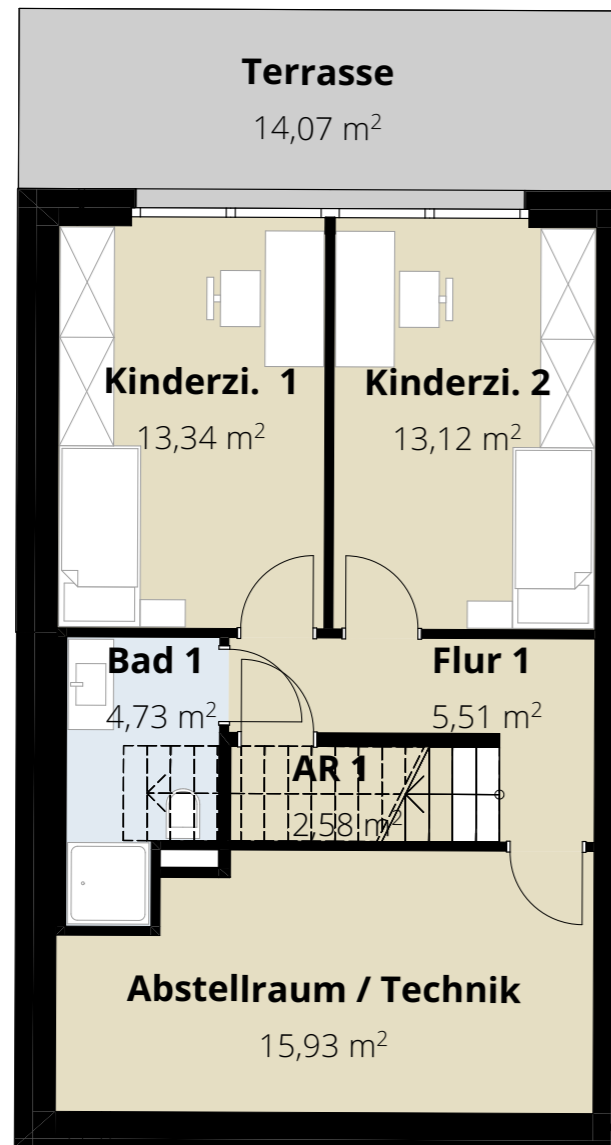 Terrasse
14,07 m²
Kinderzi. 1
13,34 m²
Kinderzi. 2
13,12 m²
Bad 1
4,73 m²
Flur 1
5,51 m²
AR 1
2,58 m²
Abstellraum / Technik
15,93 m²